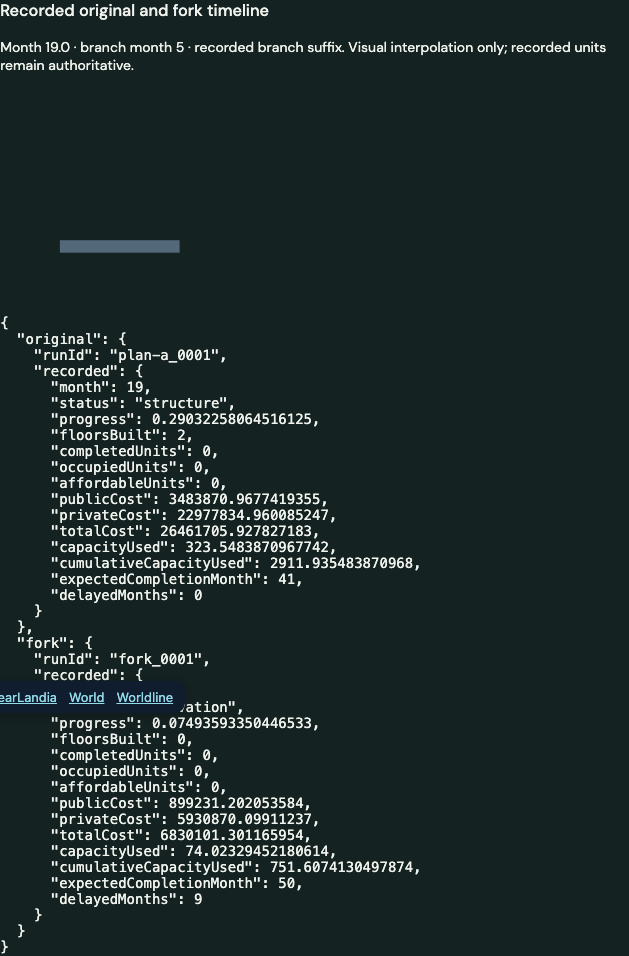 Recorded original and fork timeline
Month 19.0 · branch month 5 · recorded branch suffix. Visual interpolation only; recorded units
remain authoritative.
{
  "original": {
    "runId": "plan-a_0001",
    "recorded": {
      "month": 19,
      "status": "structure",
      "progress": 0.29032258064516125,
      "floorsBuilt": 2,
      "completedUnits": 0,
      "occupiedUnits": 0,
      "affordableUnits": 0,
      "publicCost": 3483870.9677419355,
      "privateCost": 22977834.960085247,
      "totalCost": 26461705.927827183,
      "capacityUsed": 323.5483870967742,
      "cumulativeCapacityUsed": 2911.935483870968,
      "expectedCompletionMonth": 41,
      "delayedMonths": 0
    }
  },
  "fork": {
    "runId": "fork_0001",
    "recorded": {
earLandia World Worldline
vation",
      "progress": 0.07493593350446533,
      "floorsBuilt": 0,
      "completedUnits": 0,
      "occupiedUnits": 0,
      "affordableUnits": 0,
      "publicCost": 899231.202053584,
      "privateCost": 5930870.09911237,
      "totalCost": 6830101.301165954,
      "capacityUsed": 74.02329452180614,
      "cumulativeCapacityUsed": 751.6074130497874,
      "expectedCompletionMonth": 50,
      "delayedMonths": 9
    }
  }
}